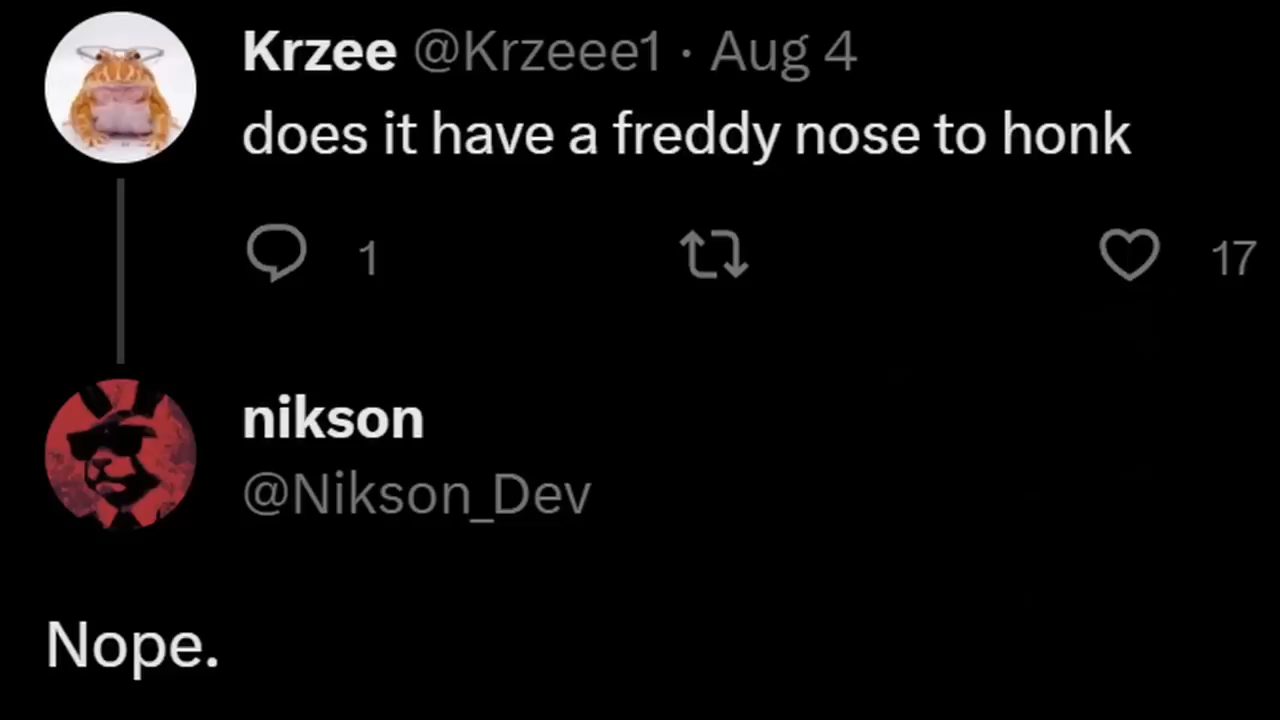 Krzee @Krzeee1 · Aug 4
does it have a freddy nose to honk
1 17
nikson
@Nikson_Dev
Nope.